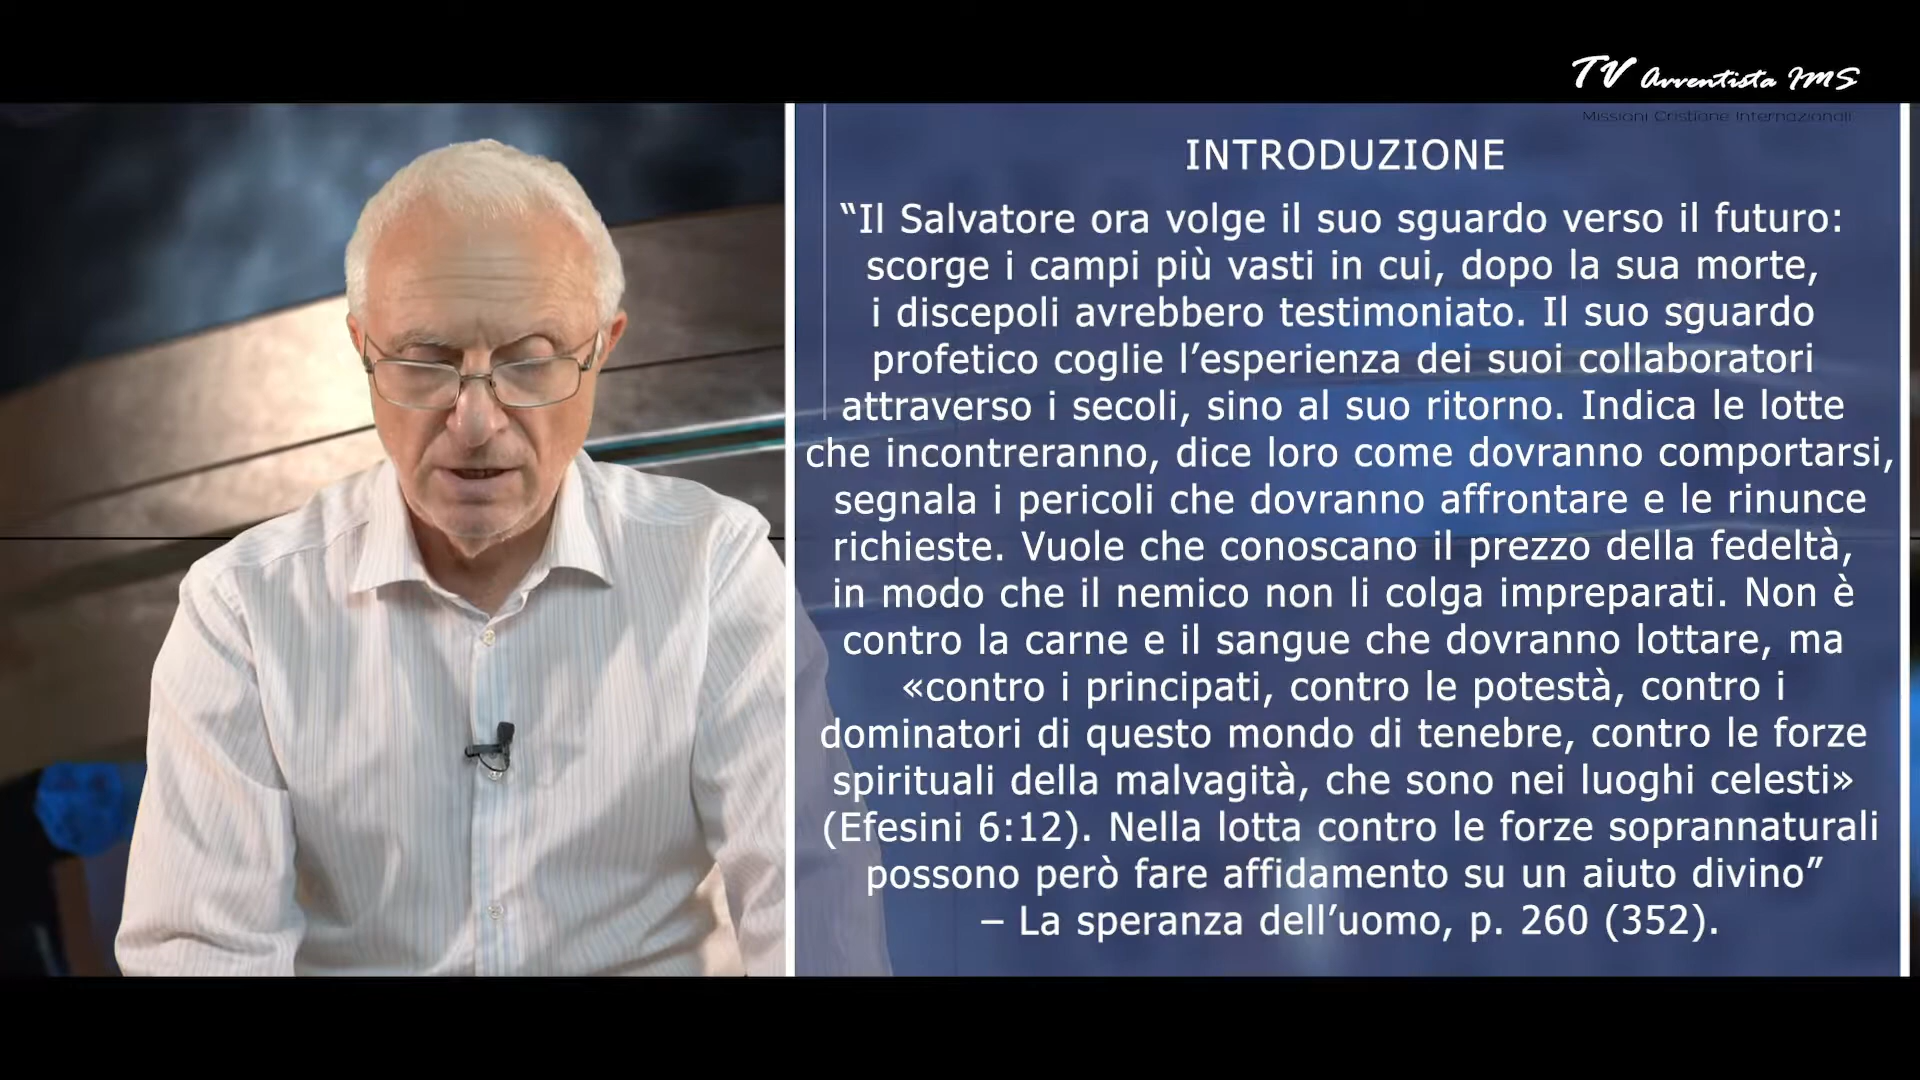 TV Avventista IMS
Missioni Cristiane Internazionali
INTRODUZIONE
“Il Salvatore ora volge il suo sguardo verso il futuro:
scorge i campi più vasti in cui, dopo la sua morte,
i discepoli avrebbero testimoniato. Il suo sguardo
profetico coglie l’esperienza dei suoi collaboratori
attraverso i secoli, sino al suo ritorno. Indica le lotte
che incontreranno, dice loro come dovranno comportarsi,
segnala i pericoli che dovranno affrontare e le rinunce
richieste. Vuole che conoscano il prezzo della fedeltà,
in modo che il nemico non li colga impreparati. Non è
contro la carne e il sangue che dovranno lottare, ma
«contro i principati, contro le potestà, contro i
dominatori di questo mondo di tenebre, contro le forze
spirituali della malvagità, che sono nei luoghi celesti»
(Efesini 6:12). Nella lotta contro le forze soprannaturali
possono però fare affidamento su un aiuto divino”
– La speranza dell’uomo, p. 260 (352).